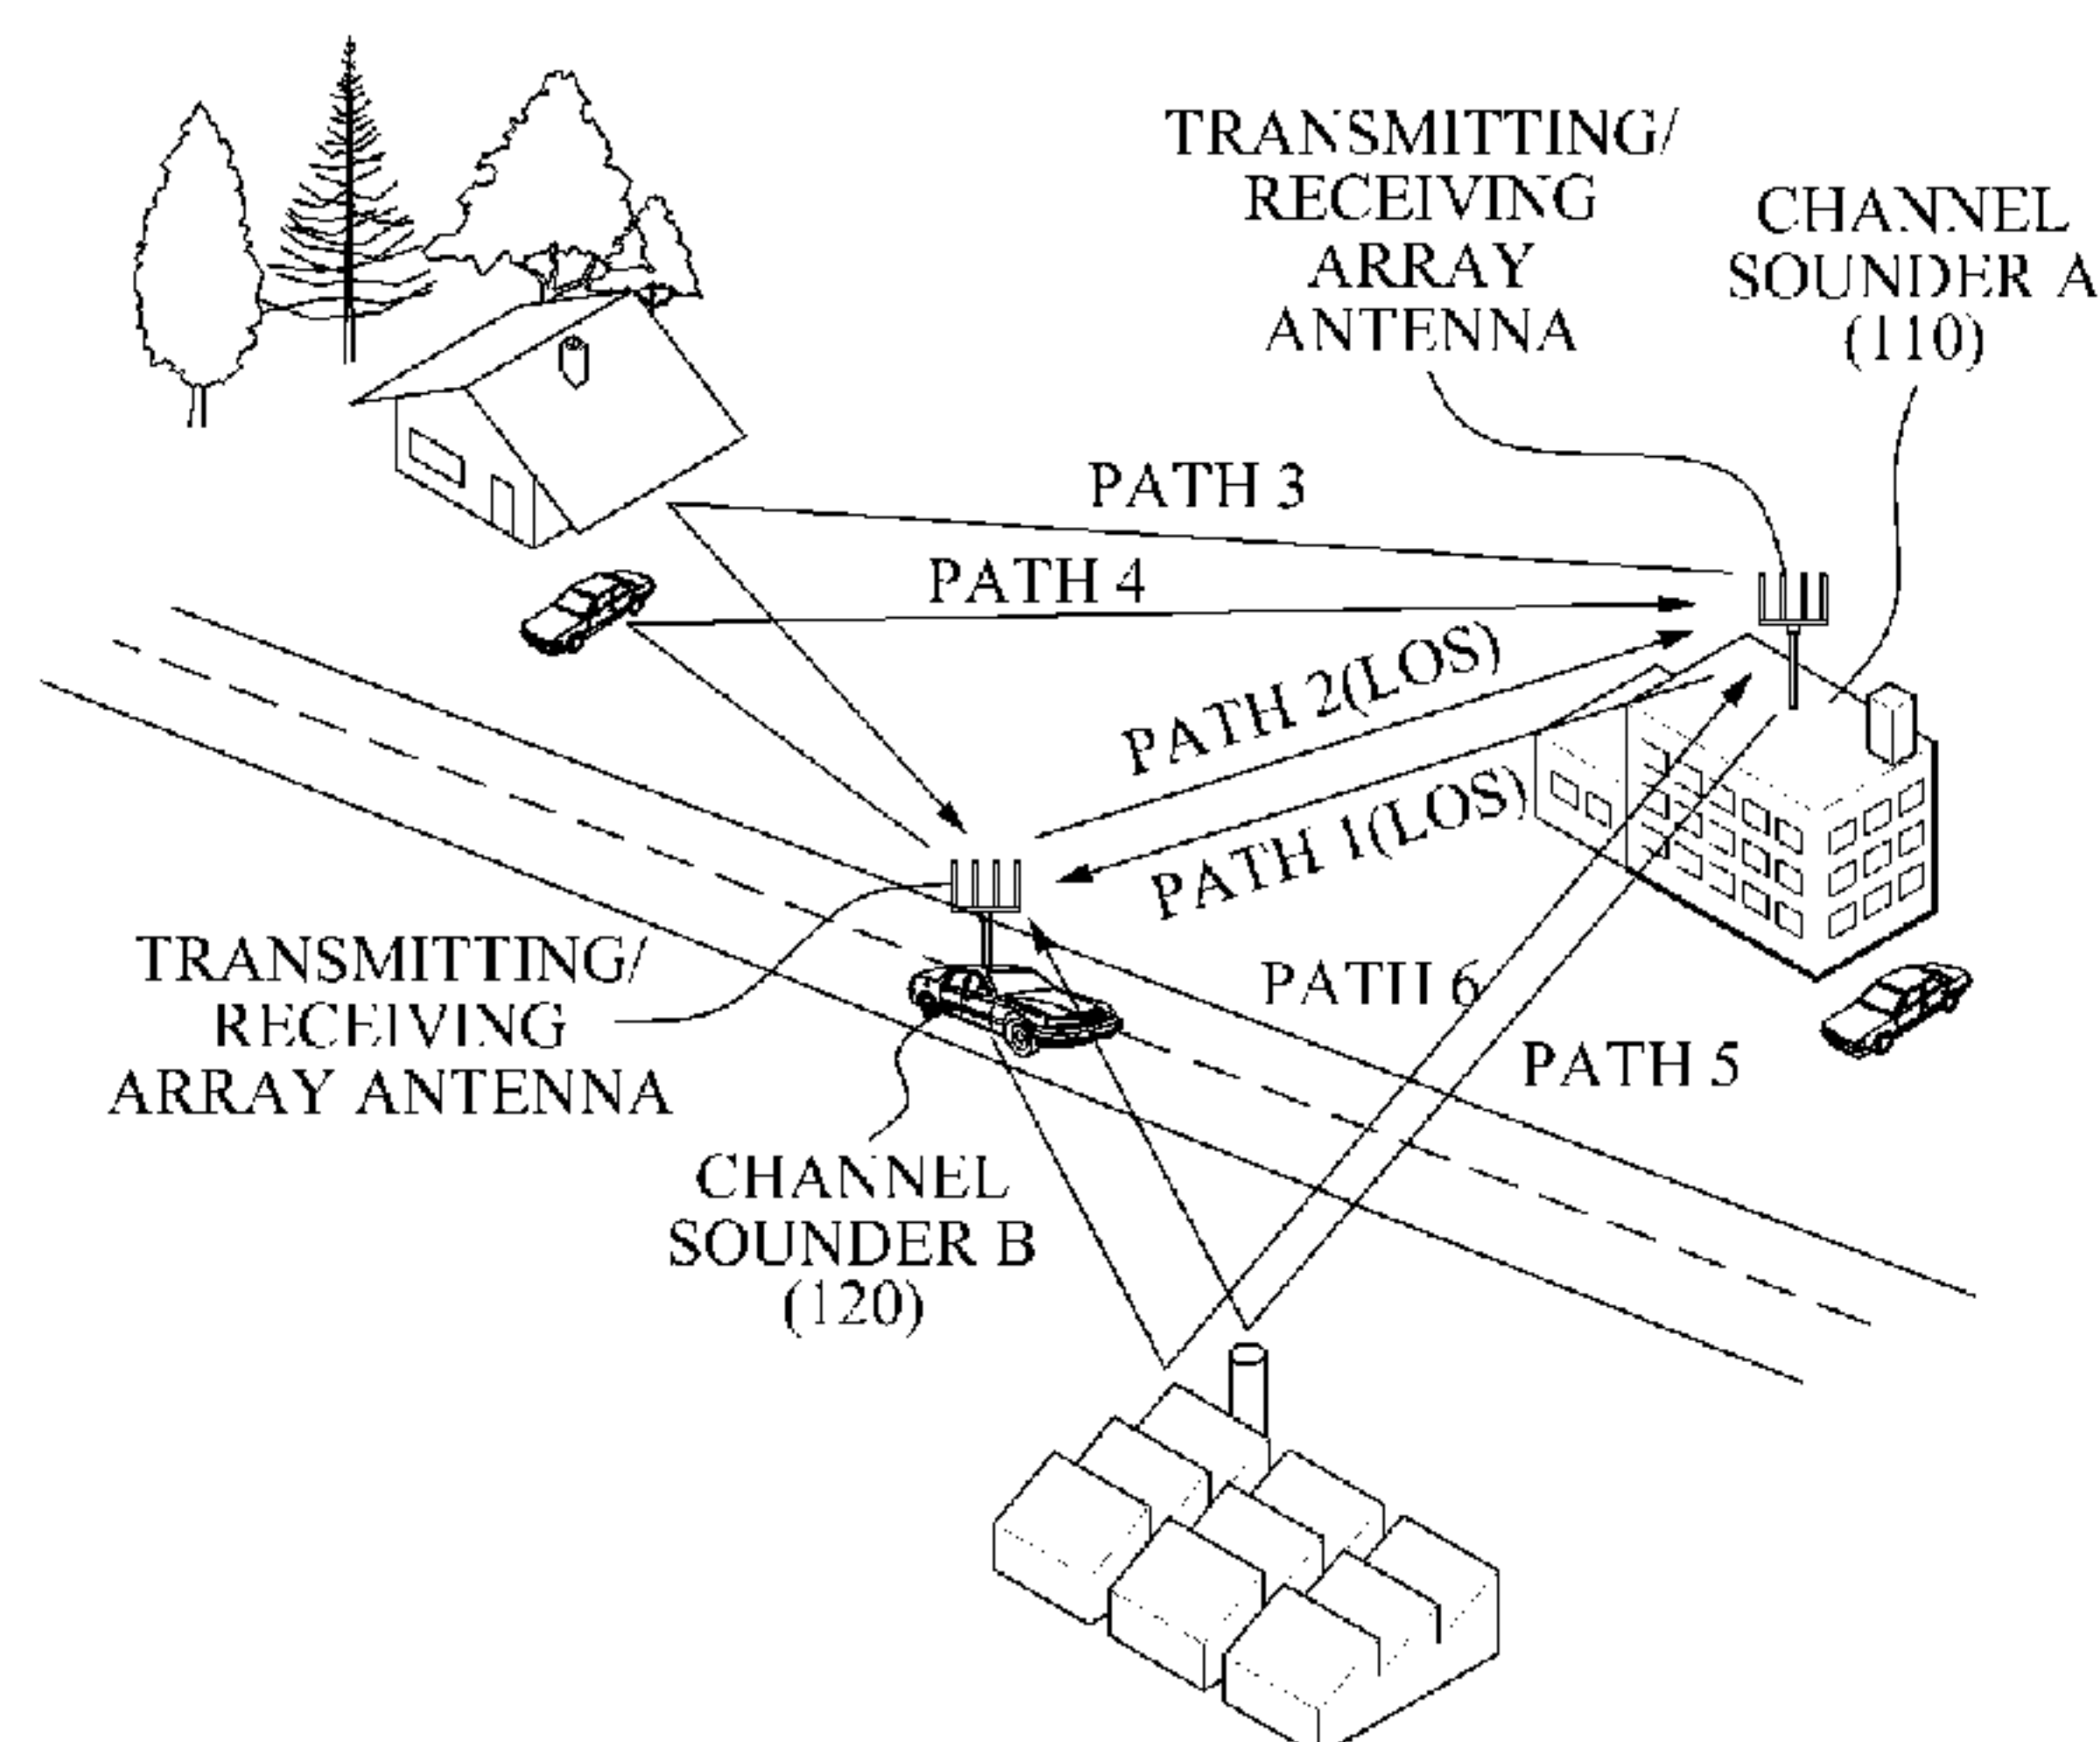 TRANSMITTING/
RECEIVING
ARRAY
ANTENNA
CHANNEL
SOUNDER A
(110)
PATH 3
PATH 4
PATH 2(LOS)
PATH 1(LOS)
PATH 6
PATH 5
TRANSMITTING/
RECEIVING
ARRAY ANTENNA
CHANNEL
SOUNDER B
(120)